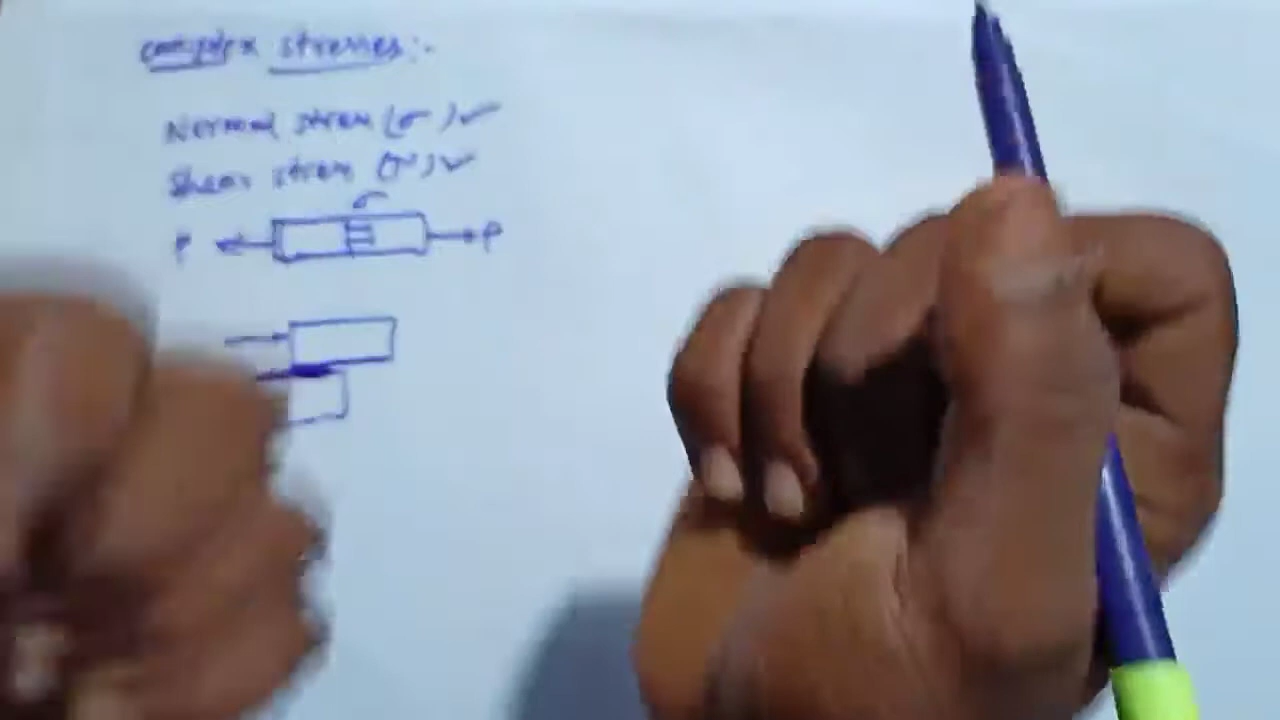 complex stresses:-
Normal stress (σ) ✓
Shear stress (τ) ✓
σ
P P